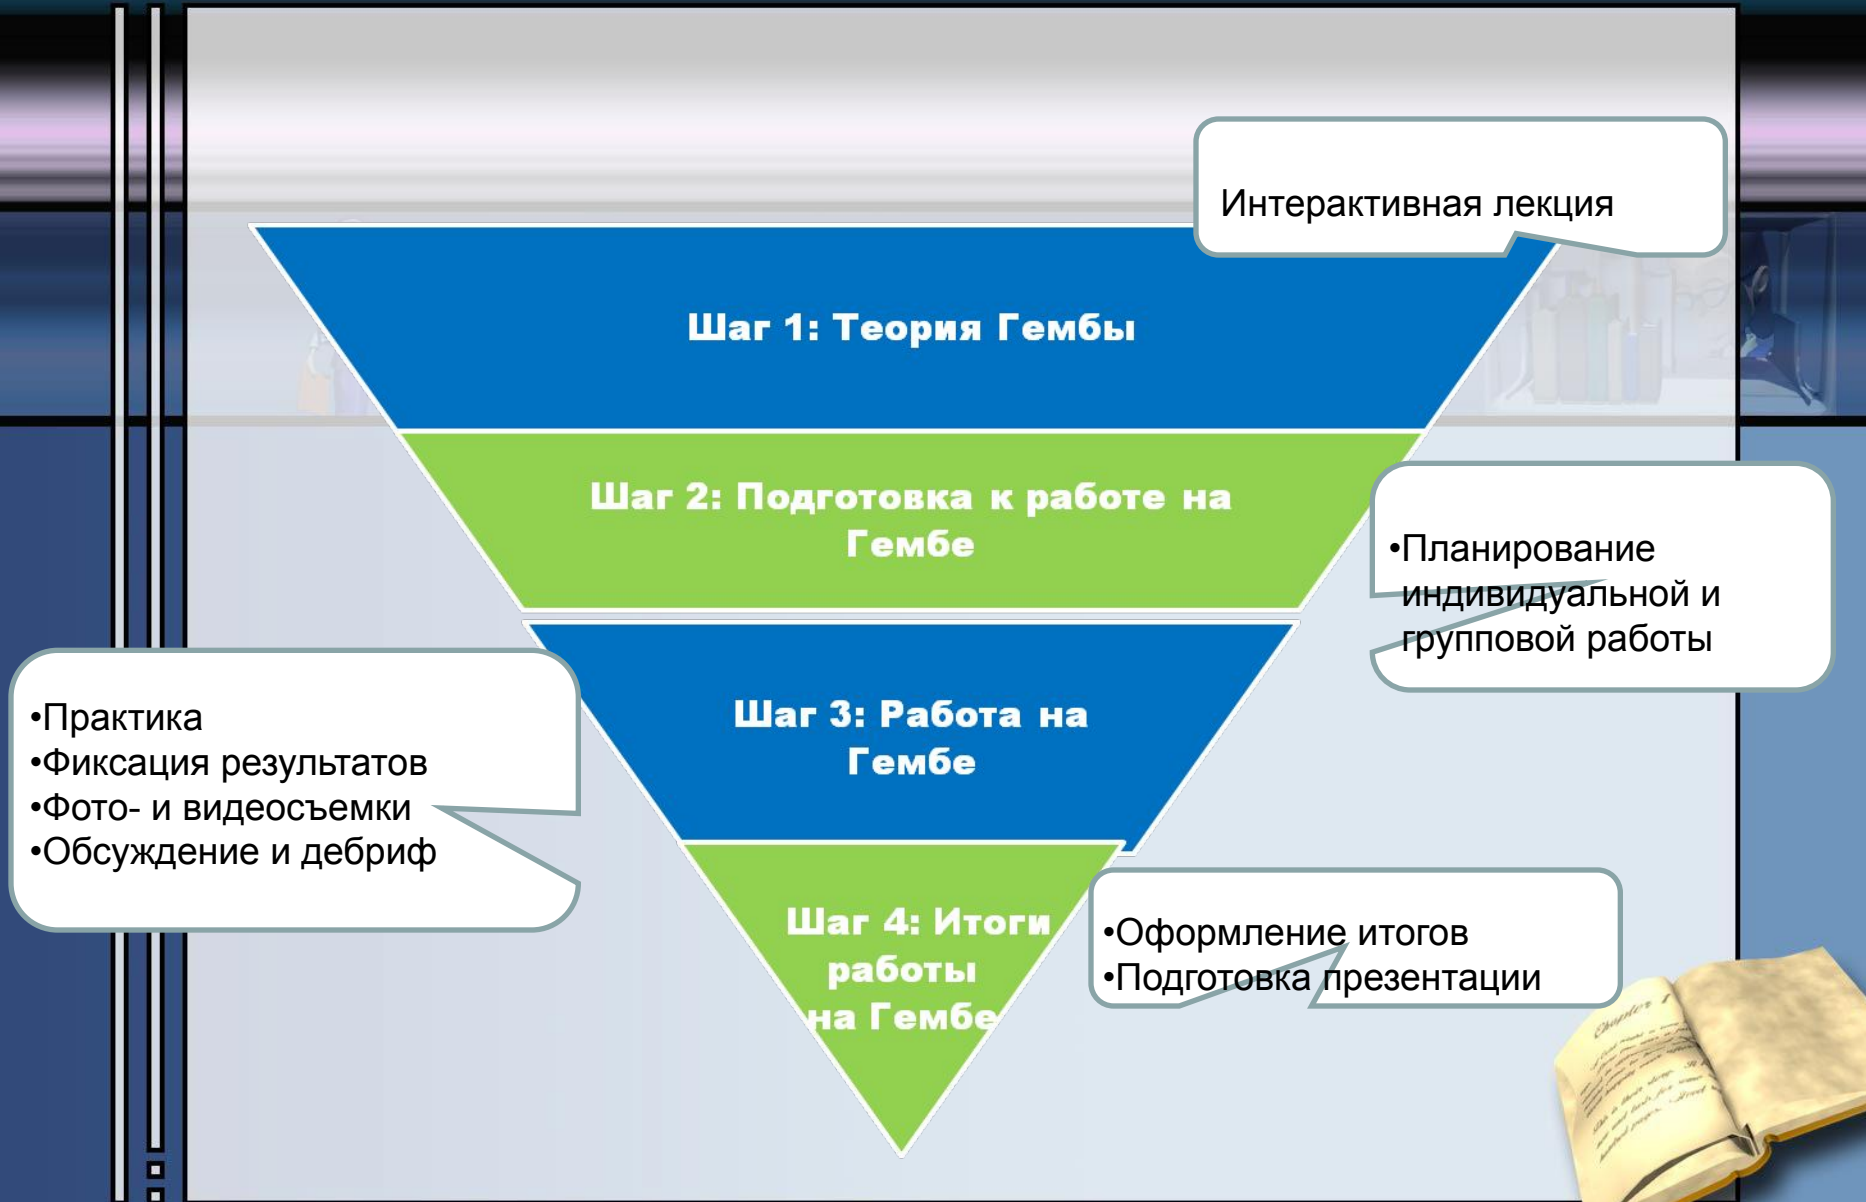 Интерактивная лекция
Шаг 1: Теория Гембы
Шаг 2: Подготовка к работе на
Гембе
•Планирование
индивидуальной и
групповой работы
Шаг 3: Работа на
Гембе
•Практика
•Фиксация результатов
•Фото- и видеосъемки
•Обсуждение и дебриф
Шаг 4: Итоги
работы
на Гембе
•Оформление итогов
•Подготовка презентации
Chapter 1